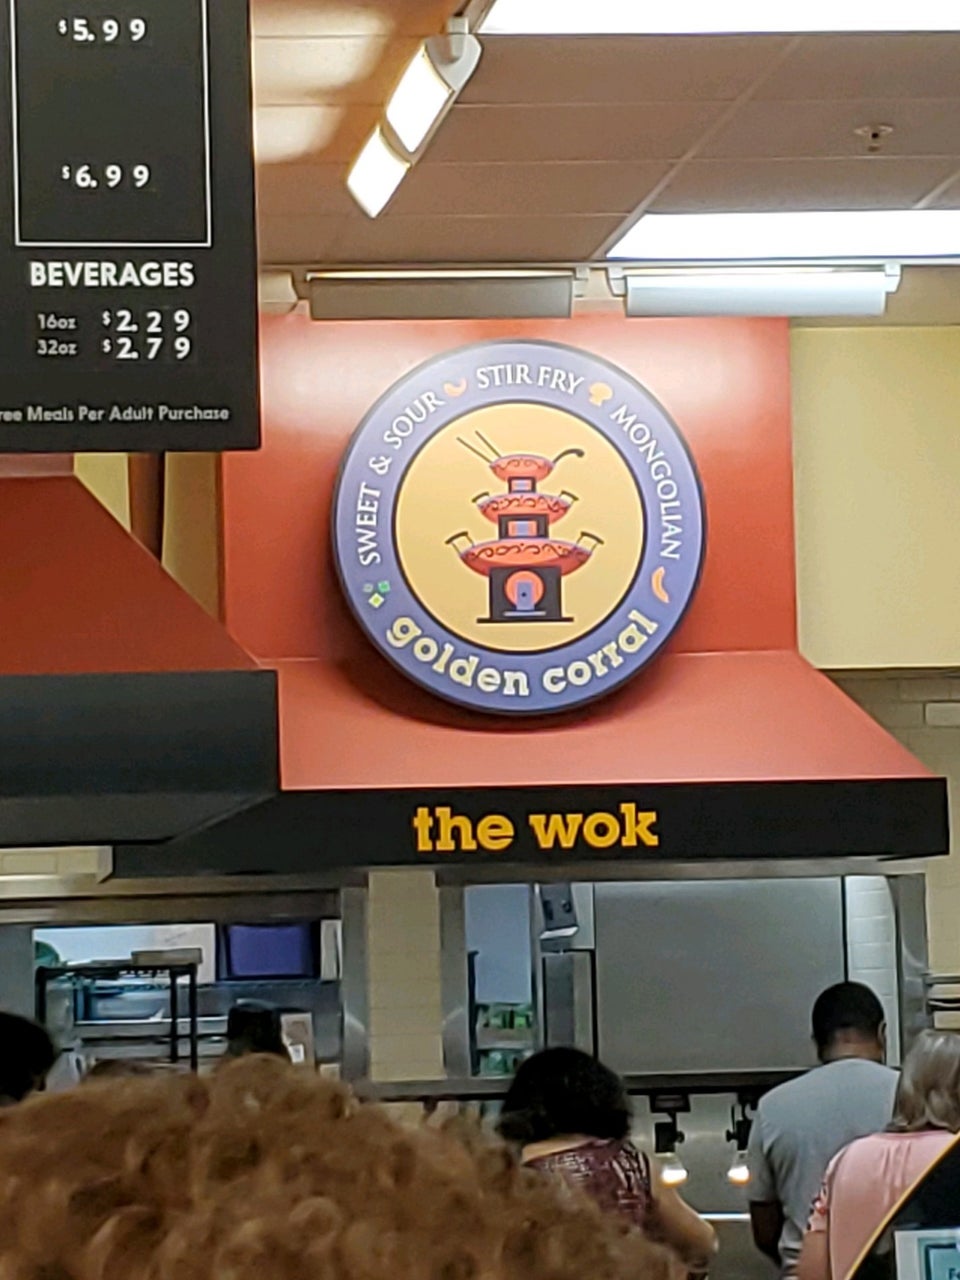 $5.99
$6.99
BEVERAGES
16oz $2.29
32oz $2.79
Meals Per Adult Purchase
SWEET & SOUR STIR FRY MONGOLIAN
golden corral
the wok